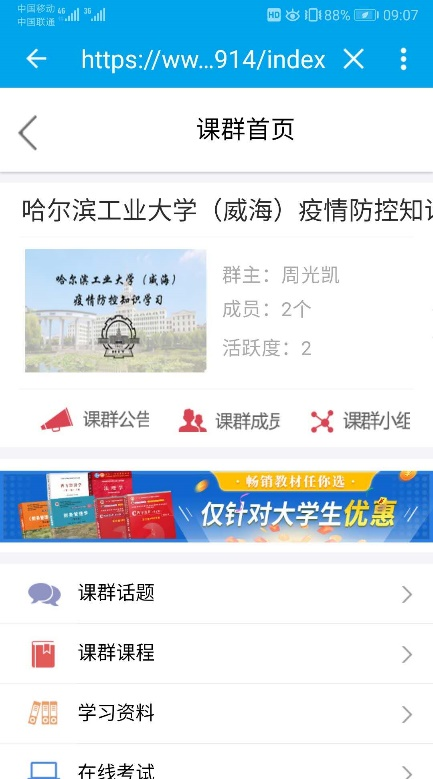 中国移动 4G 3G
中国联通
HD 88% 09:07
https://ww...914/index
课群首页
哈尔滨工业大学（威海）疫情防控知
哈尔滨工业大学（威海）
疫情防控知识学习
群主：周光凯
成员：2个
活跃度：2
课群公告
课群成员
课群小组
·畅销教材任你选·
仅针对大学生优惠
课群话题
课群课程
学习资料
在线考试